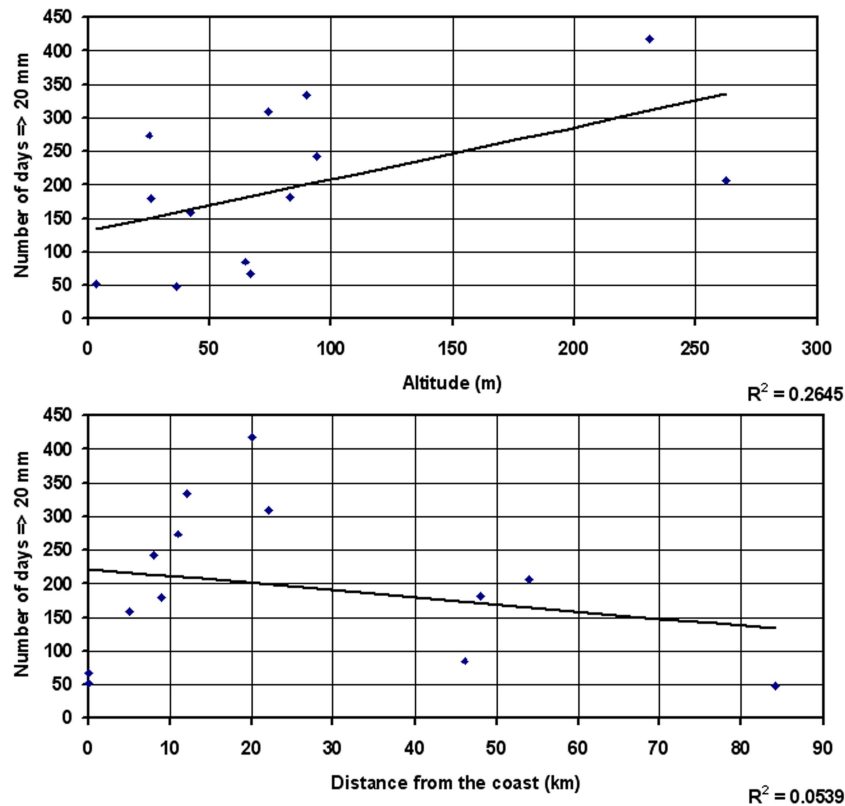 450
400
350
300
250
200
150
100
50
0
Number of days => 20 mm
0 50 100 150 200 250 300
Altitude (m)
R² = 0.2645
450
400
350
300
250
200
150
100
50
0
Number of days => 20 mm
0 10 20 30 40 50 60 70 80 90
Distance from the coast (km)
R² = 0.0539